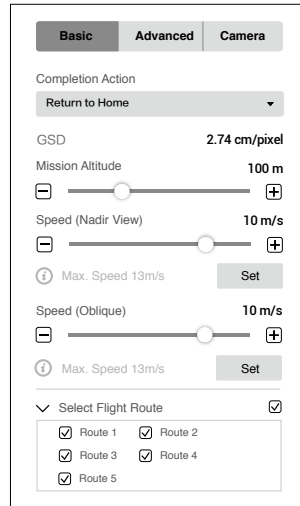 Basic Advanced Camera
Completion Action
Return to Home
GSD 2.74 cm/pixel
Mission Altitude 100 m
Speed (Nadir View) 10 m/s
Max. Speed 13m/s Set
Speed (Oblique) 10 m/s
Max. Speed 13m/s Set
Select Flight Route
Route 1 Route 2
Route 3 Route 4
Route 5